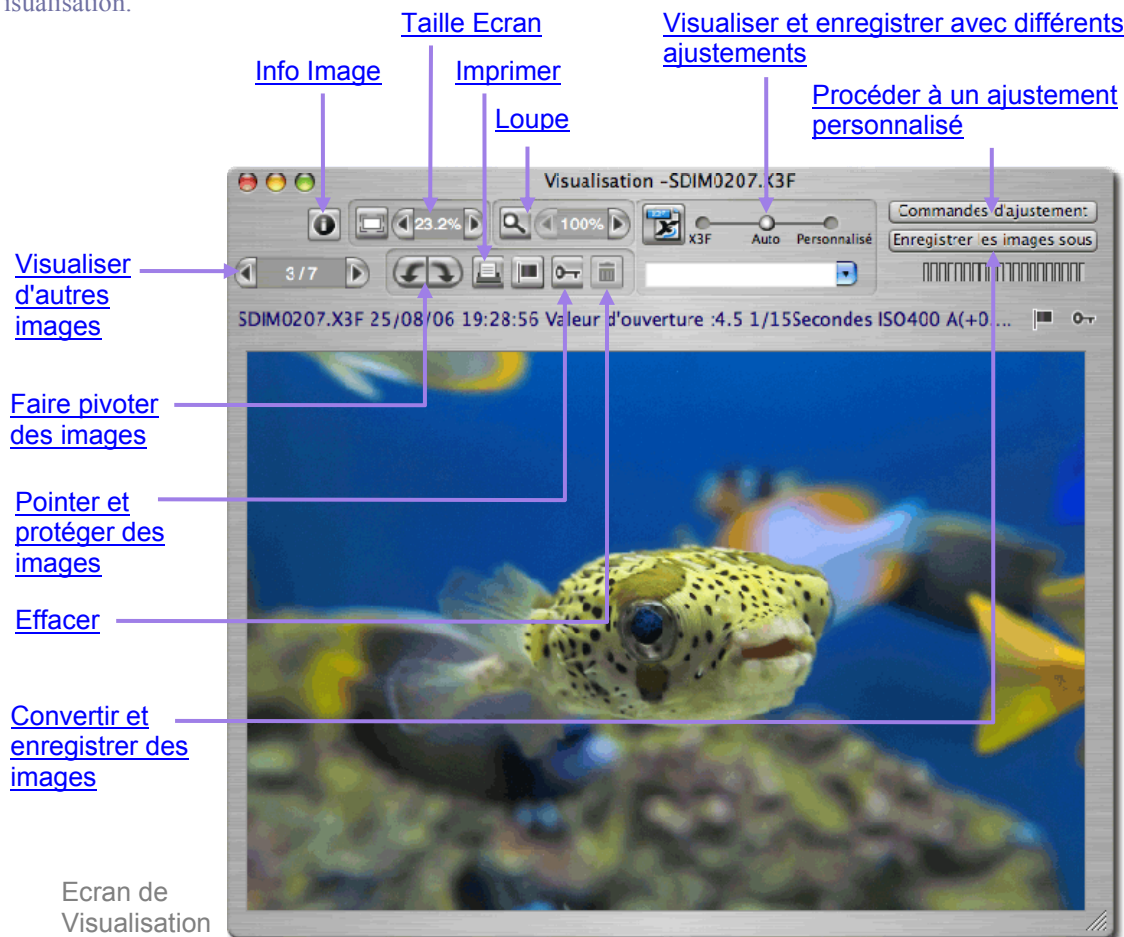 isualisation.
Taille Ecran
Visualiser et enregistrer avec différents
ajustements
Info Image
Imprimer
Procéder à un ajustement
personnalisé
Loupe
Visualisation -SDIM0207.X3F
23.2%
100%
X3F Auto Personnalisé
Commandes d'ajustement
Enregistrer les images sous
Visualiser
d'autres
images
3/7
SDIM0207.X3F 25/08/06 19:28:56 Valeur d'ouverture :4.5 1/15Secondes ISO400 A(+0....
Faire pivoter
des images
Pointer et
protéger des
images
Effacer
Convertir et
enregistrer des
images
Ecran de
Visualisation